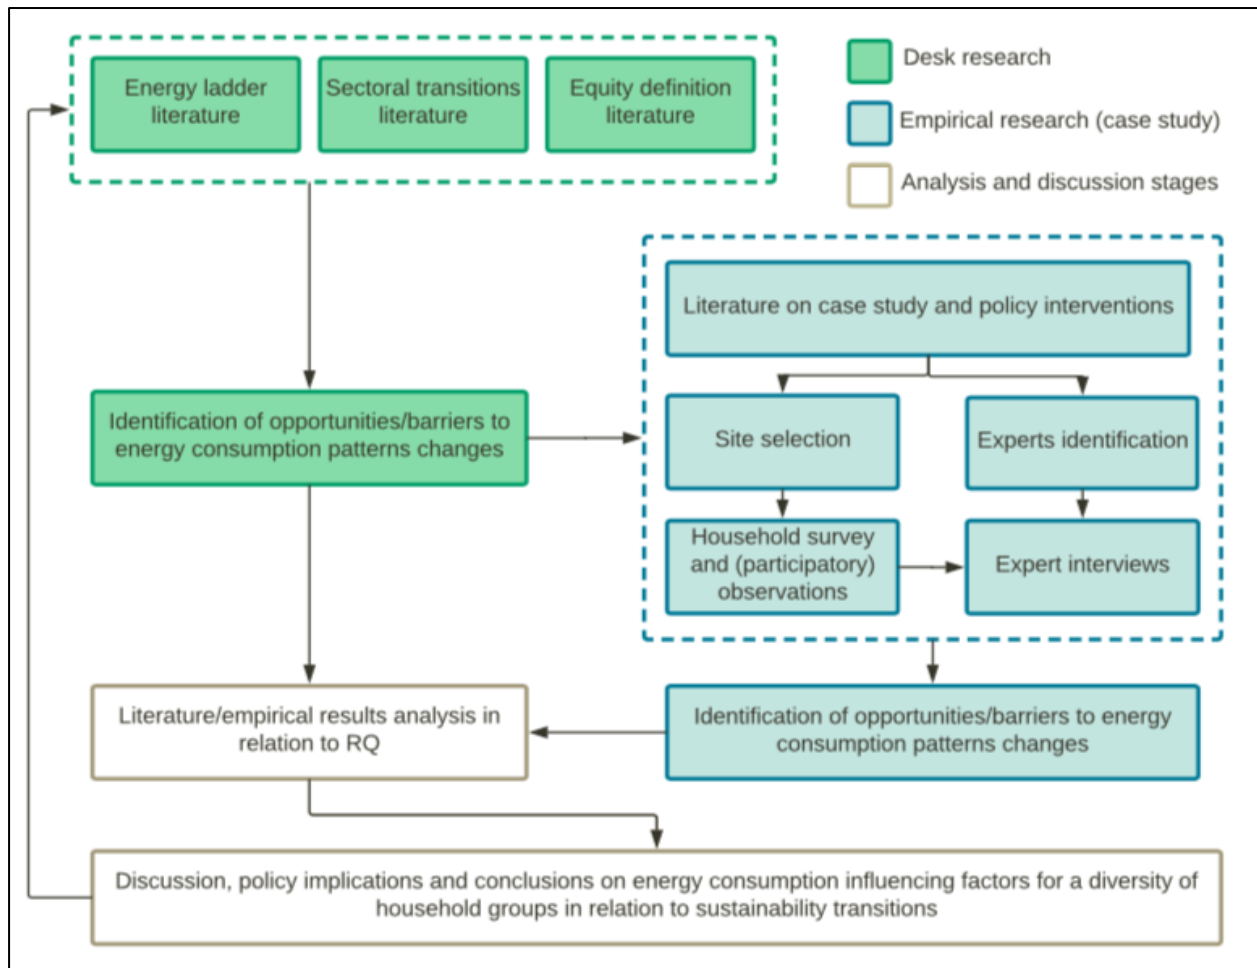 Energy ladder
literature
Sectoral transitions
literature
Equity definition
literature
Desk research
Empirical research (case study)
Analysis and discussion stages
Literature on case study and policy interventions
Identification of opportunities/barriers to
energy consumption patterns changes
Site selection
Experts identification
Household survey
and (participatory)
observations
Expert interviews
Literature/empirical results analysis in
relation to RQ
Identification of opportunities/barriers to energy
consumption patterns changes
Discussion, policy implications and conclusions on energy consumption influencing factors for a diversity of
household groups in relation to sustainability transitions